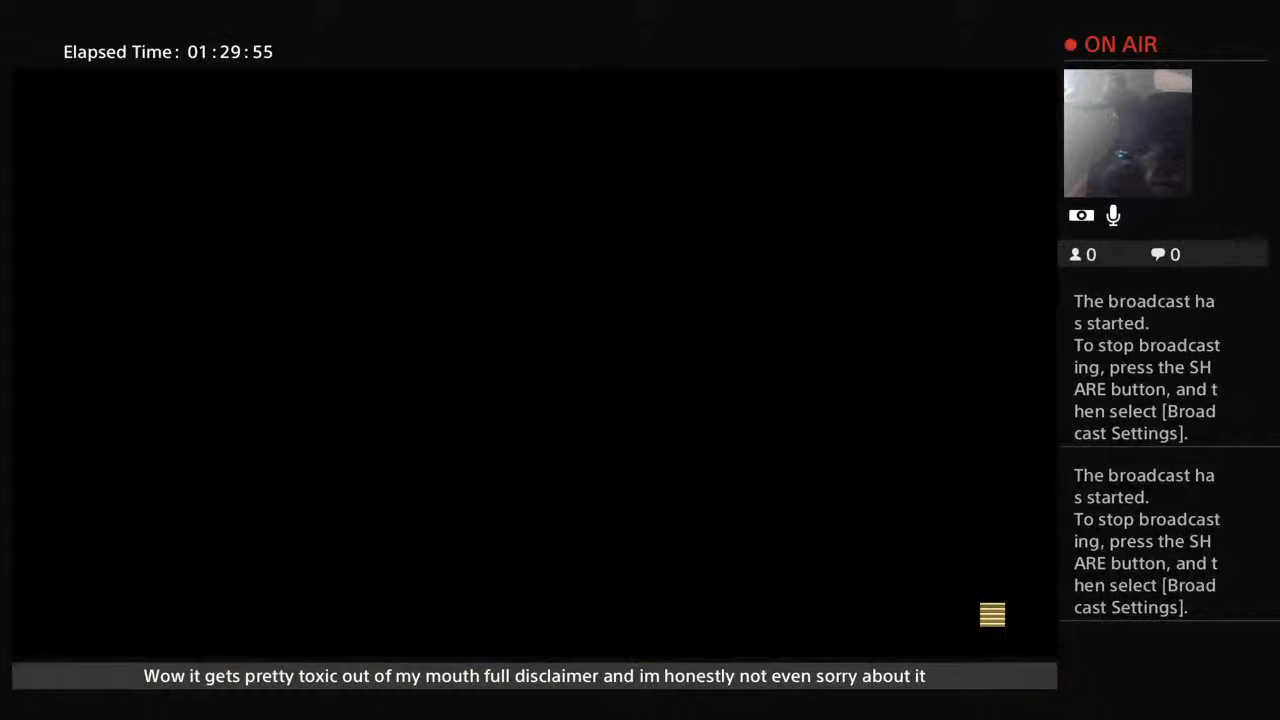 Elapsed Time: 01:29:55
ON AIR
0 0
The broadcast ha
s started.
To stop broadcast
ing, press the SH
ARE button, and t
hen select [Broad
cast Settings].
The broadcast ha
s started.
To stop broadcast
ing, press the SH
ARE button, and t
hen select [Broad
cast Settings].
Wow it gets pretty toxic out of my mouth full disclaimer and im honestly not even sorry about it